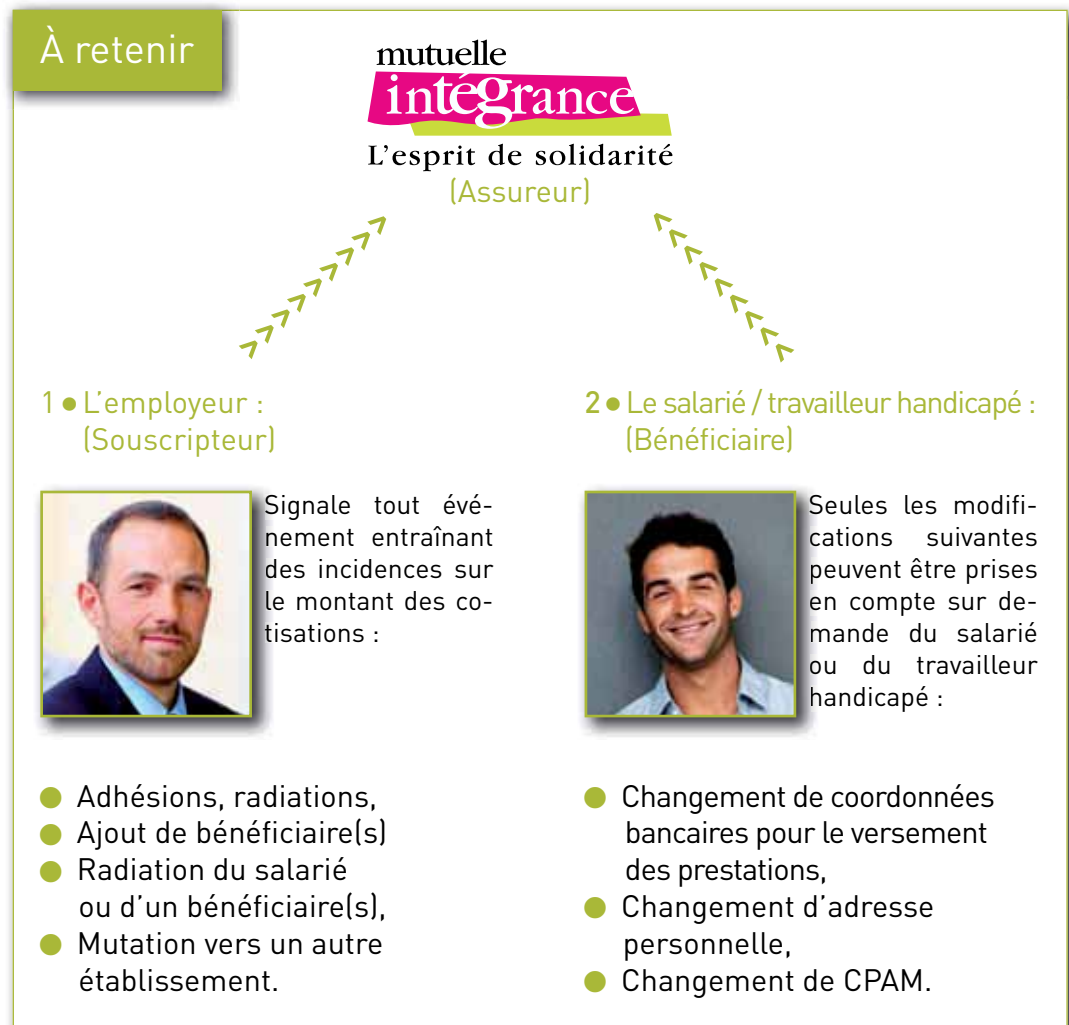 À retenir
mutuelle
intégrance
L'esprit de solidarité
(Assureur)
1 • L'employeur :
(Souscripteur)
Signale tout évé-
nement entraînant
des incidences sur
le montant des co-
tisations :
● Adhésions, radiations,
● Ajout de bénéficiaire(s)
● Radiation du salarié
ou d'un bénéficiaire(s),
● Mutation vers un autre
établissement.
2 • Le salarié / travailleur handicapé :
(Bénéficiaire)
Seules les modifi-
cations suivantes
peuvent être prises
en compte sur de-
mande du salarié
ou du travailleur
handicapé :
● Changement de coordonnées
bancaires pour le versement
des prestations,
● Changement d'adresse
personnelle,
● Changement de CPAM.